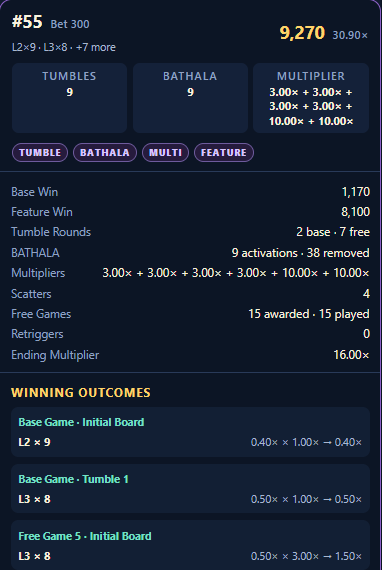 #55 Bet 300
9,270 30.90×
L2×9 · L3×8 · +7 more
TUMBLES
9
BATHALA
9
MULTIPLIER
3.00× + 3.00× +
3.00× + 3.00× +
10.00× + 10.00×
TUMBLE BATHALA MULTI FEATURE
Base Win 1,170
Feature Win 8,100
Tumble Rounds 2 base · 7 free
BATHALA 9 activations · 38 removed
Multipliers 3.00× + 3.00× + 3.00× + 3.00× + 10.00× + 10.00×
Scatters 4
Free Games 15 awarded · 15 played
Retriggers 0
Ending Multiplier 16.00×
WINNING OUTCOMES
Base Game · Initial Board
L2 × 9 0.40× × 1.00× → 0.40×
Base Game · Tumble 1
L3 × 8 0.50× × 1.00× → 0.50×
Free Game 5 · Initial Board
L3 × 8 0.50× × 3.00× → 1.50×